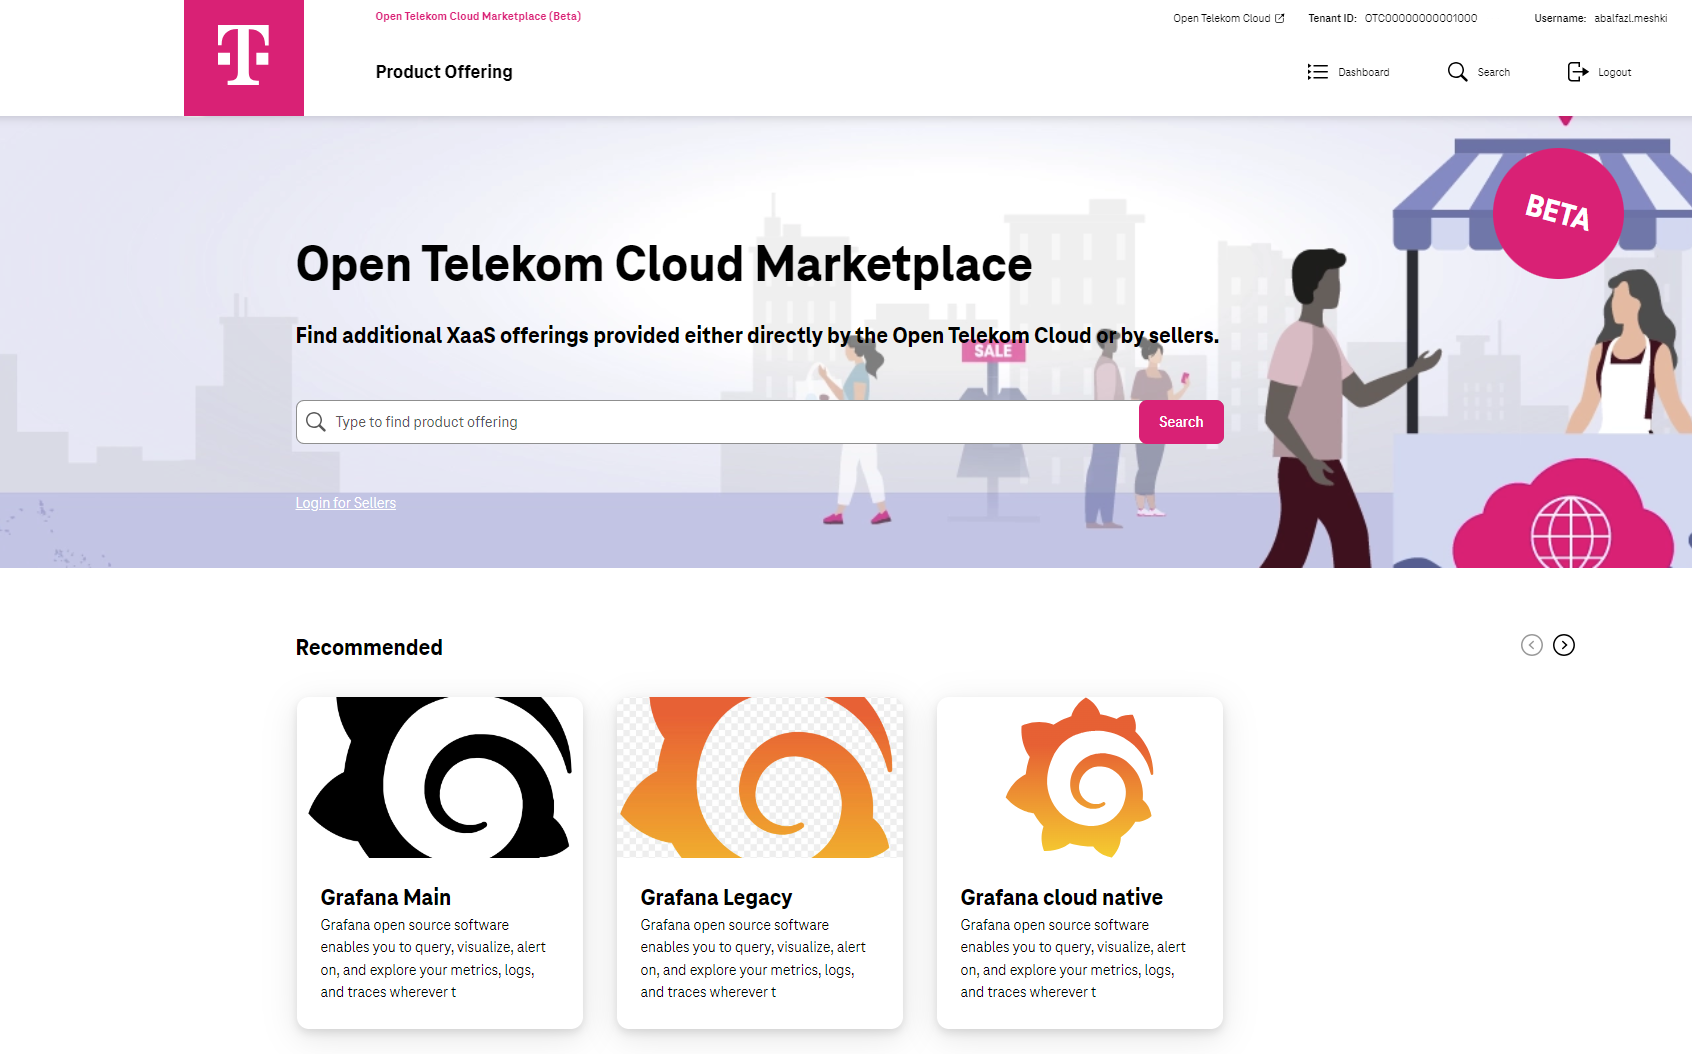 Open Telekom Cloud Marketplace (Beta)
Open Telekom Cloud Tenant ID: OTC00000000001000 Username: abalfazl.meshki
T
Product Offering
Dashboard Search Logout
BETA
Open Telekom Cloud Marketplace
Find additional XaaS offerings provided either directly by the Open Telekom Cloud or by sellers.
SALE
Type to find product offering
Search
Login for Sellers
Recommended
Grafana Main
Grafana open source software
enables you to query, visualize, alert
on, and explore your metrics, logs,
and traces wherever t
Grafana Legacy
Grafana open source software
enables you to query, visualize, alert
on, and explore your metrics, logs,
and traces wherever t
Grafana cloud native
Grafana open source software
enables you to query, visualize, alert
on, and explore your metrics, logs,
and traces wherever t